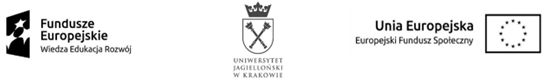 Fundusze
Europejskie
Wiedza Edukacja Rozwój
UNIWERSYTET
JAGIELLOŃSKI
W KRAKOWIE
Unia Europejska
Europejski Fundusz Społeczny